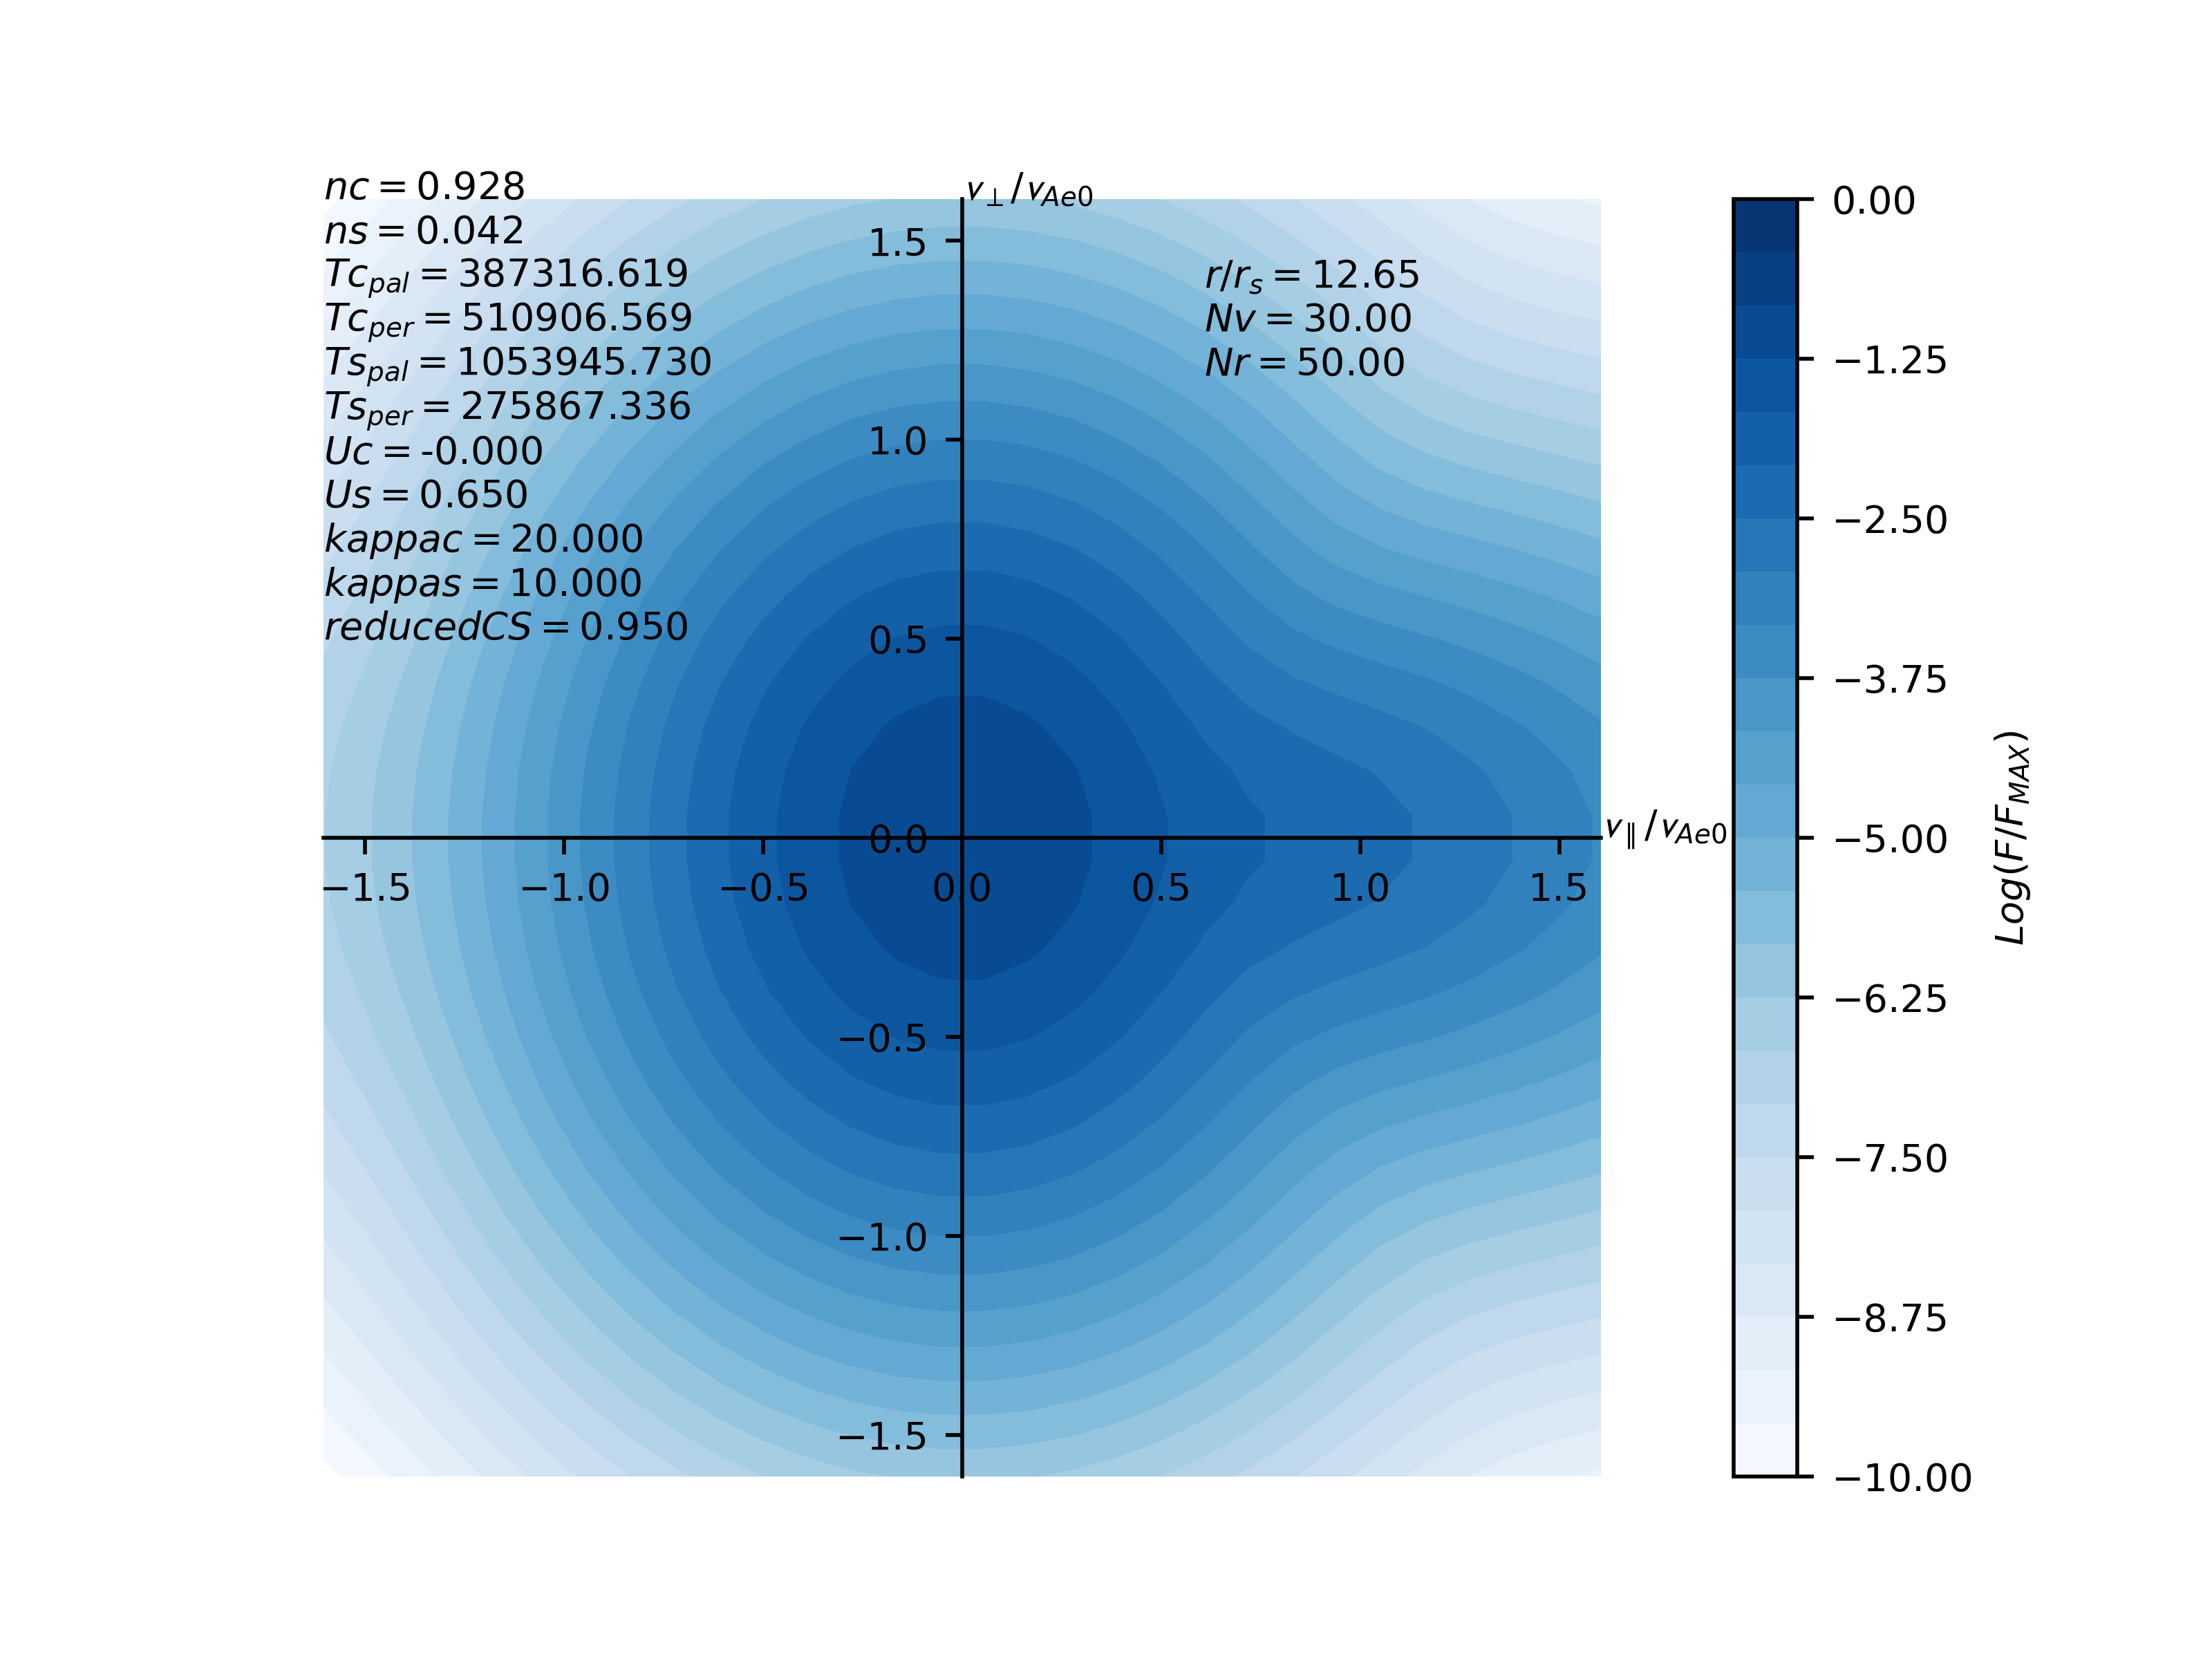 nc = 0.928
ns = 0.042
Tc_pal = 387316.619
Tc_per = 510906.569
Ts_pal = 1053945.730
Ts_per = 275867.336
Uc = -0.000
Us = 0.650
kappac = 20.000
kappas = 10.000
reducedCS = 0.950
v⊥/v_Ae0
r/r_s = 12.65
Nv = 30.00
Nr = 50.00
1.5
1.0
0.5
0.0
−0.5
−1.0
−1.5
−1.5 −1.0 −0.5 0.0 0.5 1.0 1.5
v∥/v_Ae0
0.00
−1.25
−2.50
−3.75
−5.00
−6.25
−7.50
−8.75
−10.00
Log(F/F_MAX)